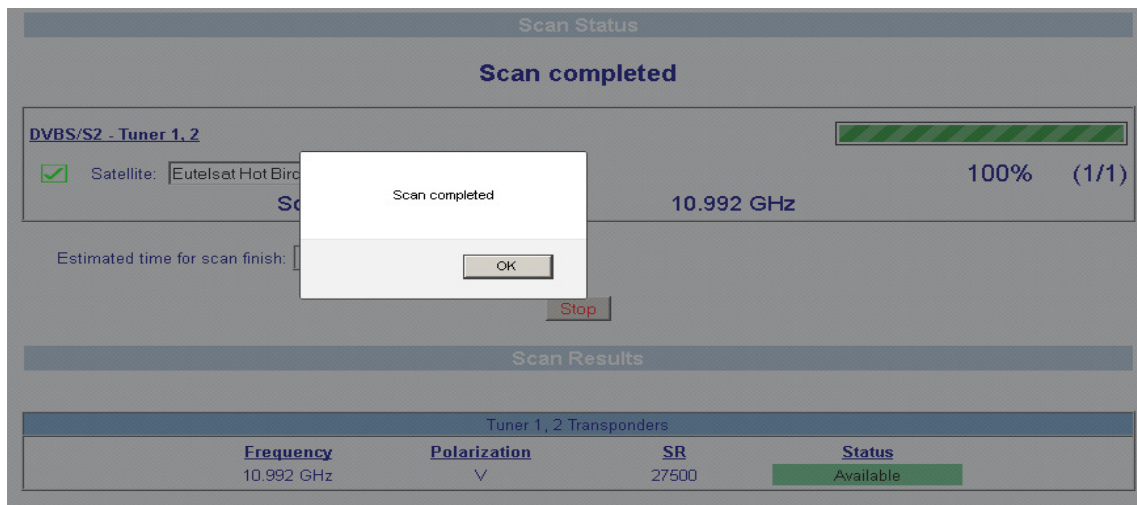 Scan Status
Scan completed
DVBS/S2 - Tuner 1, 2
Satellite: Eutelsat Hot Birc 100% (1/1)
10.992 GHz
Scan completed
Estimated time for scan finish:
OK
Stop
Scan Results
Tuner 1, 2 Transponders
Frequency Polarization SR Status
10.992 GHz V 27500 Available